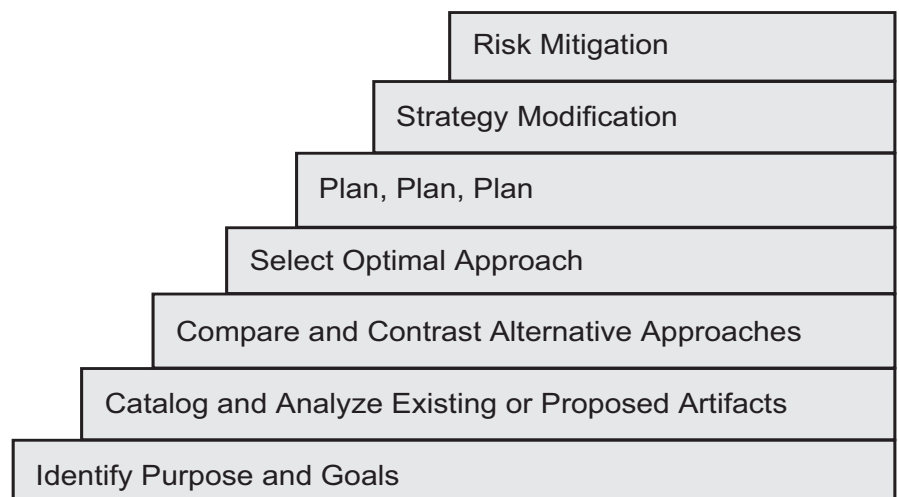 Risk Mitigation
Strategy Modification
Plan, Plan, Plan
Select Optimal Approach
Compare and Contrast Alternative Approaches
Catalog and Analyze Existing or Proposed Artifacts
Identify Purpose and Goals